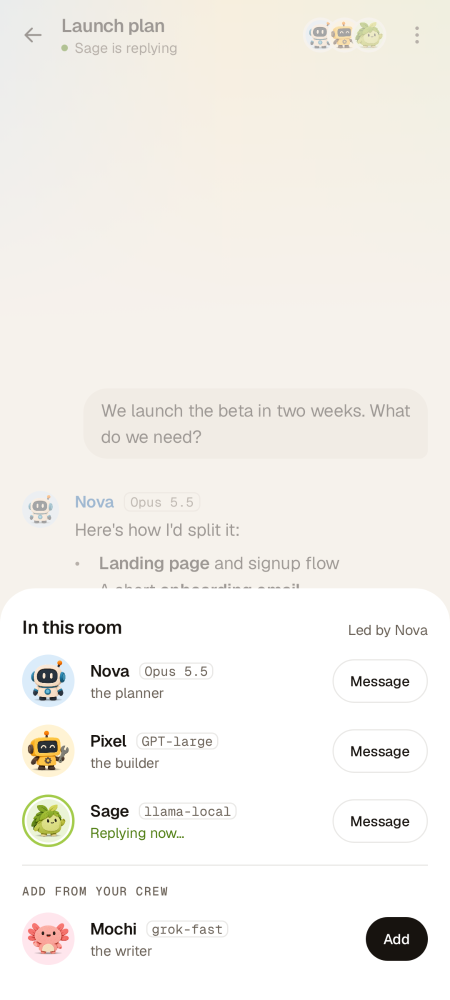 Launch plan
Sage is replying
We launch the beta in two weeks. What
do we need?
Nova Opus 5.5
Here's how I'd split it:
• Landing page and signup flow
A short onboarding email
In this room
Led by Nova
Nova Opus 5.5
the planner
Message
Pixel GPT-large
the builder
Message
Sage llama-local
Replying now…
Message
ADD FROM YOUR CREW
Mochi grok-fast
the writer
Add